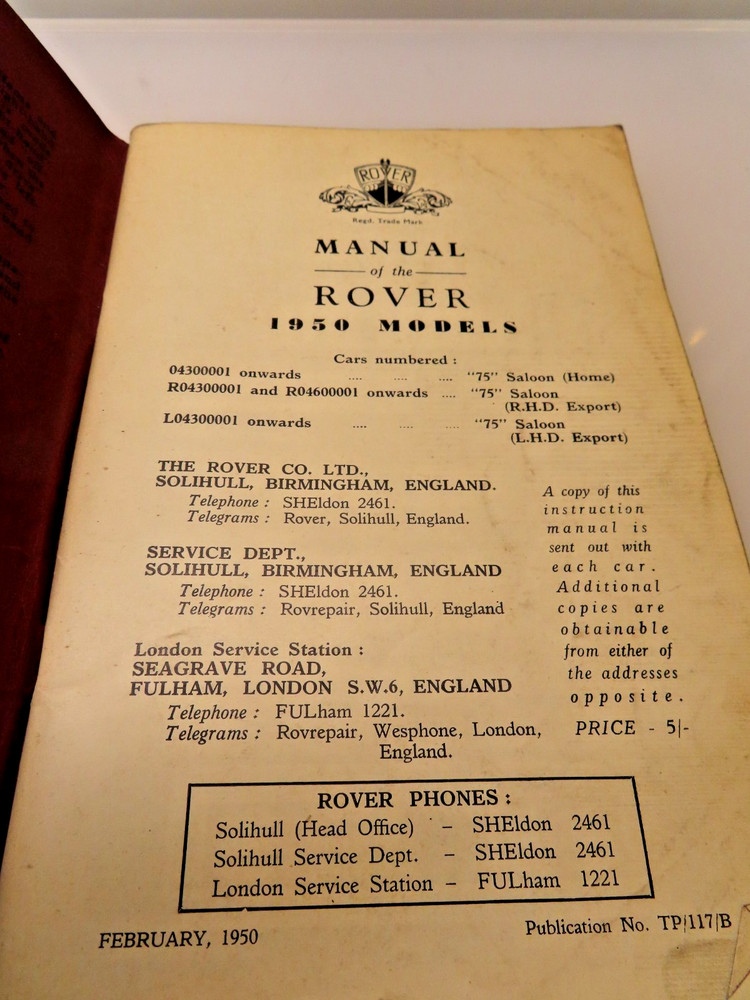 ROVER
Regd. Trade Mark
MANUAL
of the
ROVER
1950 MODELS
Cars numbered :
04300001 onwards .... .... .... "75" Saloon (Home)
R04300001 and R04600001 onwards .... "75" Saloon
(R.H.D. Export)
L04300001 onwards .... .... .... "75" Saloon
(L.H.D. Export)
THE ROVER CO. LTD.,
SOLIHULL, BIRMINGHAM, ENGLAND.
Telephone : SHEldon 2461.
Telegrams : Rover, Solihull, England.
SERVICE DEPT.,
SOLIHULL, BIRMINGHAM, ENGLAND
Telephone : SHEldon 2461.
Telegrams : Rovrepair, Solihull, England
London Service Station :
SEAGRAVE ROAD,
FULHAM, LONDON S.W.6, ENGLAND
Telephone : FULham 1221.
Telegrams : Rovrepair, Wesphone, London,
England.
A copy of this
instruction
manual is
sent out with
each car.
Additional
copies are
obtainable
from either of
the addresses
opposite.
PRICE - 5/-
ROVER PHONES :
Solihull (Head Office) - SHEldon 2461
Solihull Service Dept. - SHEldon 2461
London Service Station - FULham 1221
FEBRUARY, 1950
Publication No. TP/117/B